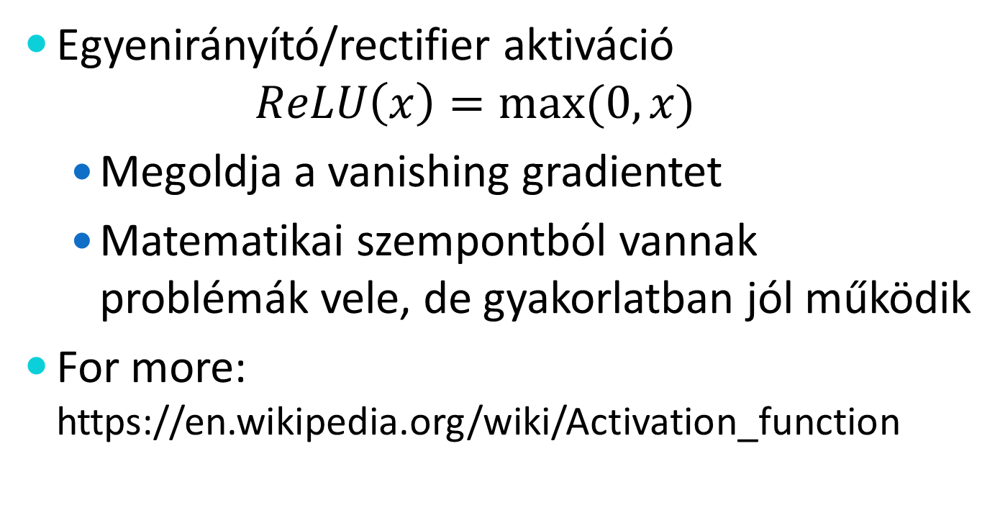 Egyenirányító/rectifier aktiváció
ReLU(x) = max(0, x)
Megoldja a vanishing gradientet
Matematikai szempontból vannak
problémák vele, de gyakorlatban jól működik
For more:
https://en.wikipedia.org/wiki/Activation_function